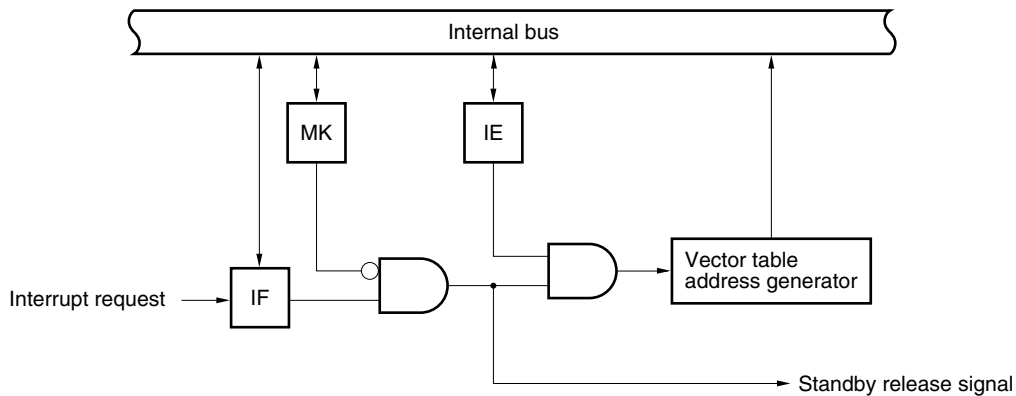 Internal bus
MK
IE
Vector table
address generator
Interrupt request
IF
Standby release signal